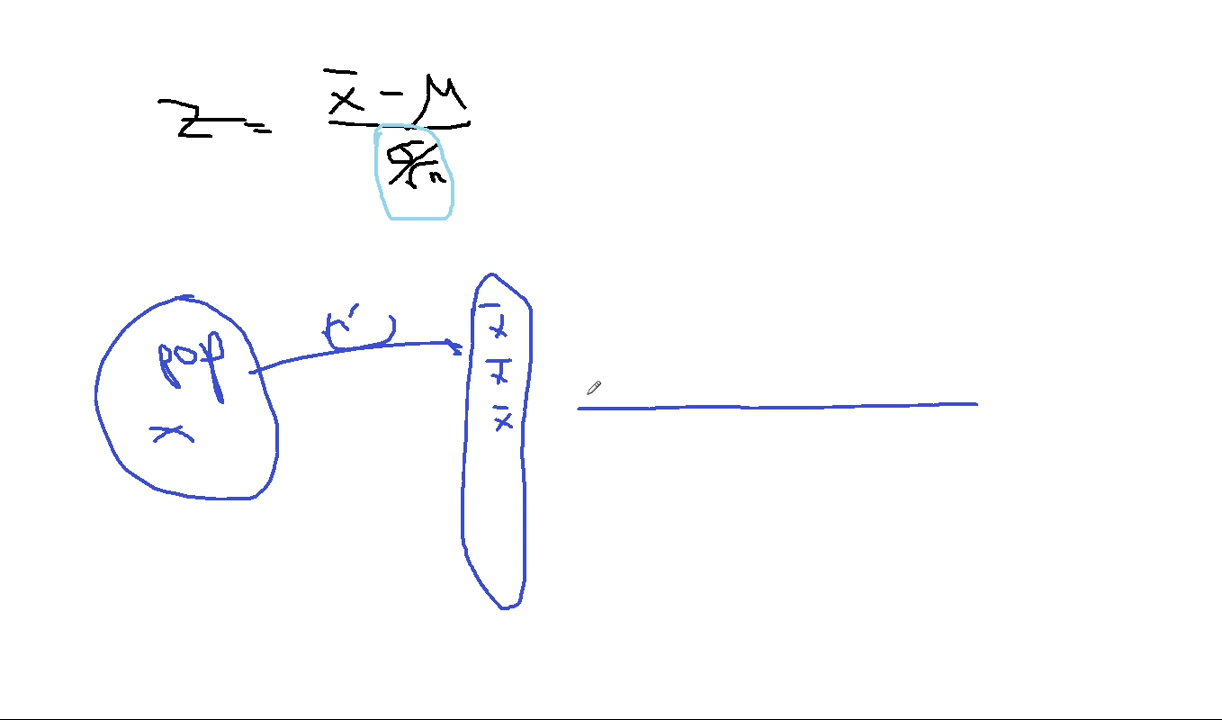 z = x̄ - μ / σ/√n
pop
x
n
x̄
x̄
x̄